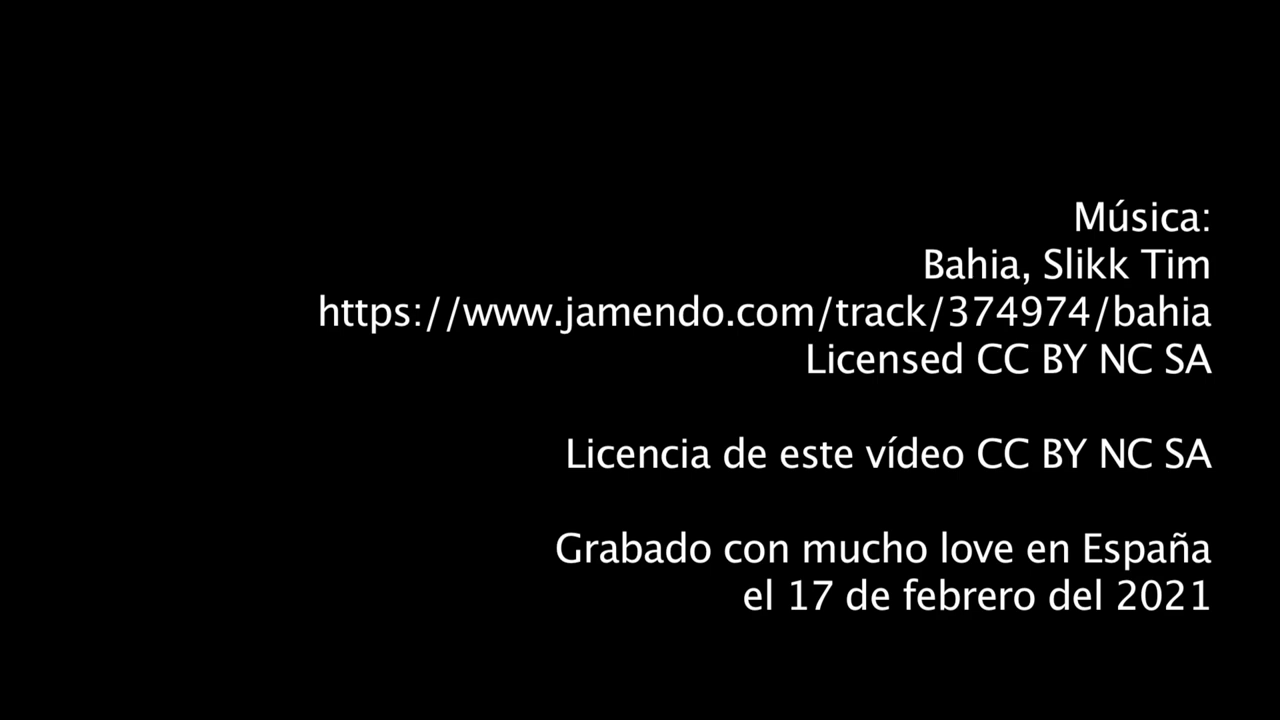 Música:
Bahia, Slikk Tim
https://www.jamendo.com/track/374974/bahia
Licensed CC BY NC SA
Licencia de este vídeo CC BY NC SA
Grabado con mucho love en España
el 17 de febrero del 2021